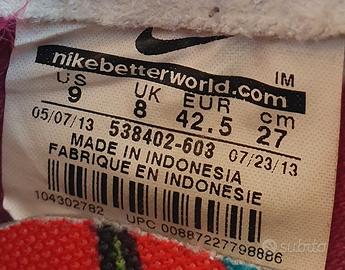 nikebetterworld.com
US UK EUR cm IM
9 8 42.5 27
05/07/13 538402-603 07/23/13
MADE IN INDONESIA
FABRIQUE EN INDONESIE
104302782 UPC 00887227798886
subito